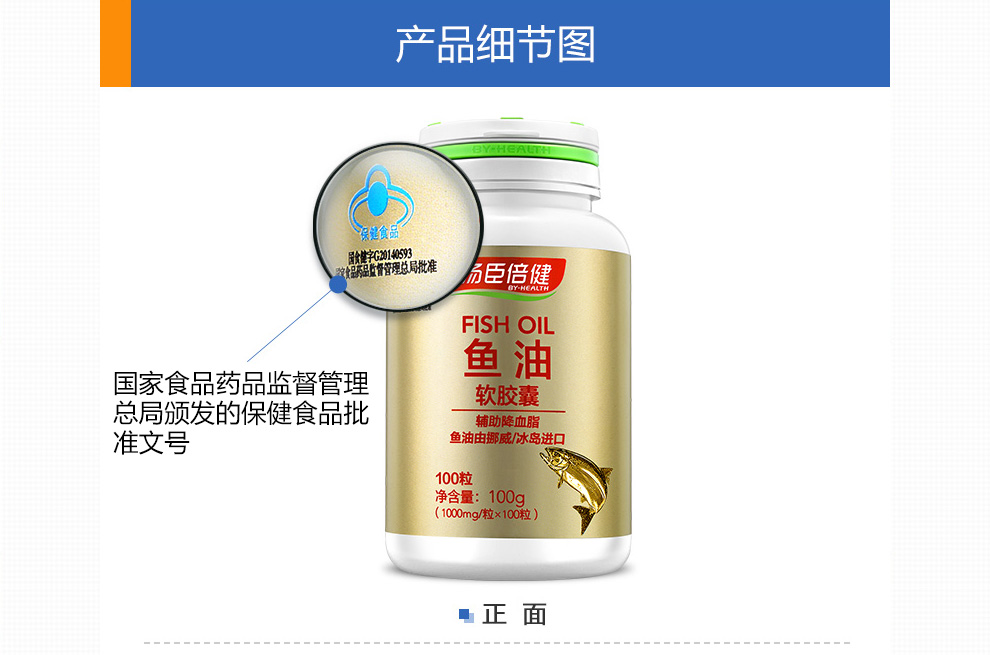 产品细节图
BY-HEALTH
保健食品
国食健字G20140593
国家食品药品监督管理总局批准
汤臣倍健
BY-HEALTH
FISH OIL
鱼油
软胶囊
辅助降血脂
鱼油由挪威/冰岛进口
国家食品药品监督管理
总局颁发的保健食品批
准文号
100粒
净含量：100g
（1000mg/粒×100粒）
正 面